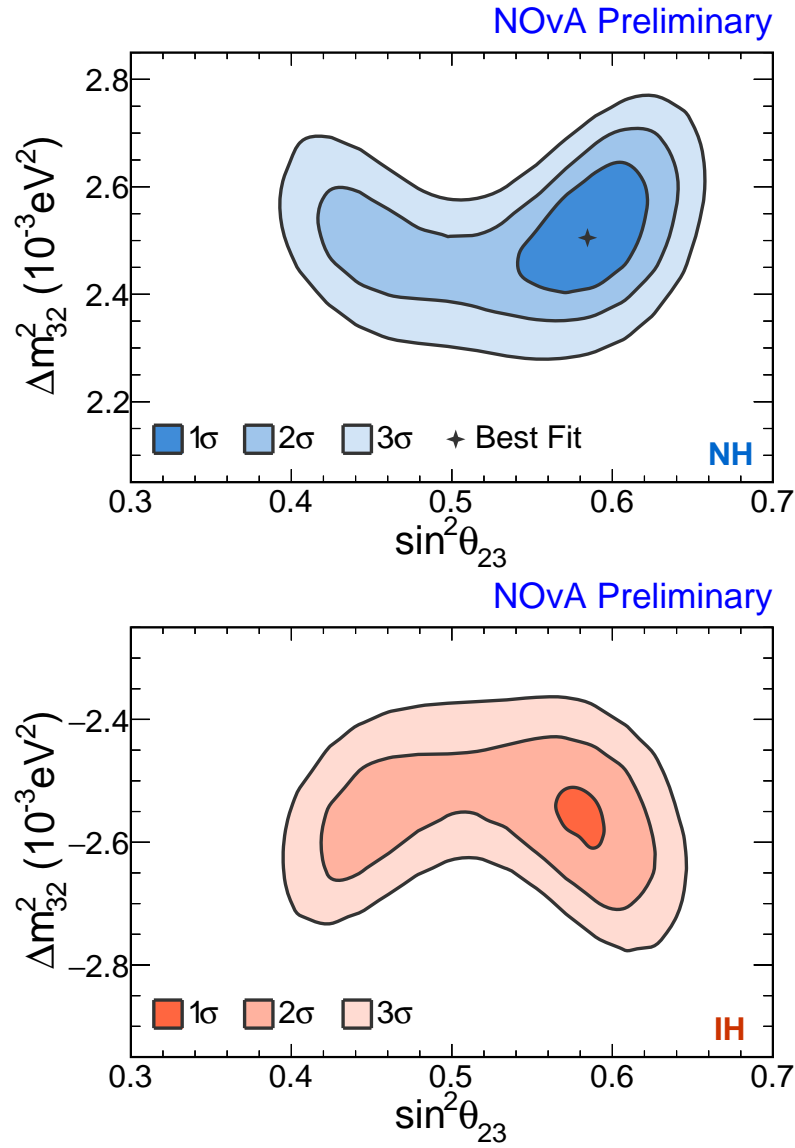 NOvA Preliminary
Δm²₃₂ (10⁻³eV²)
2.8
2.6
2.4
2.2
1σ 2σ 3σ Best Fit
NH
0.3 0.4 0.5 0.6 0.7
sin²θ₂₃
NOvA Preliminary
Δm²₃₂ (10⁻³eV²)
−2.4
−2.6
−2.8
1σ 2σ 3σ
IH
0.3 0.4 0.5 0.6 0.7
sin²θ₂₃